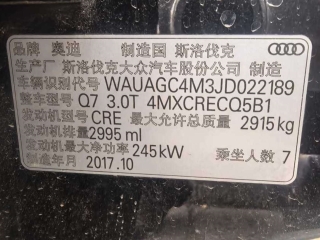 品牌 奥迪 制造国 斯洛伐克
生产厂 斯洛伐克大众汽车股份公司 制造
车辆识别代号 WAUAGC4M3JD022189
整车型号 Q7 3.0T 4MXCRECQ5B1
发动机型号 CRE 最大允许总质量 2915kg
发动机排量 2995 ml
发动机最大净功率 245kW 乘坐人数 7
制造年月 2017.10